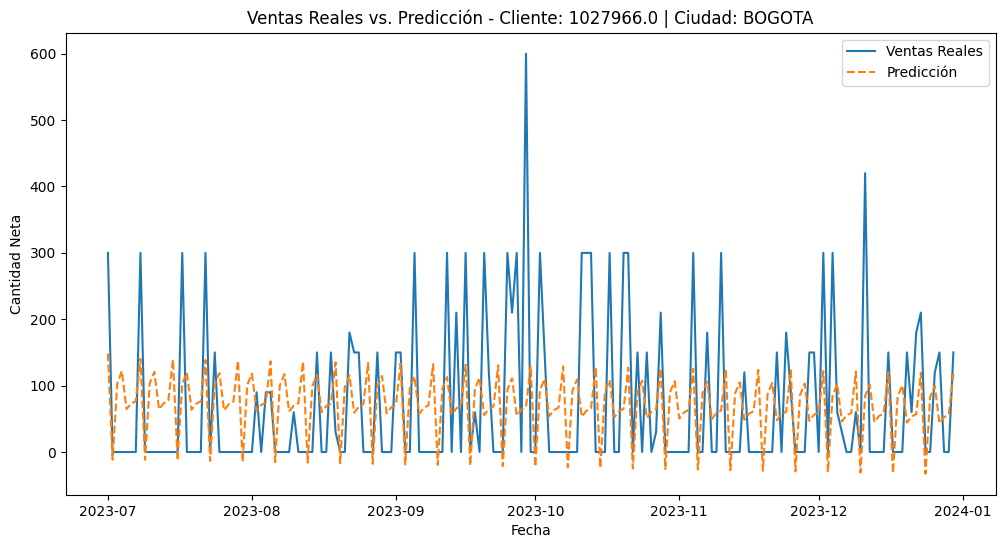 Ventas Reales vs. Predicción - Cliente: 1027966.0 | Ciudad: BOGOTA
Ventas Reales
Predicción
Cantidad Neta
600
500
400
300
200
100
0
2023-07
2023-08
2023-09
2023-10
2023-11
2023-12
2024-01
Fecha